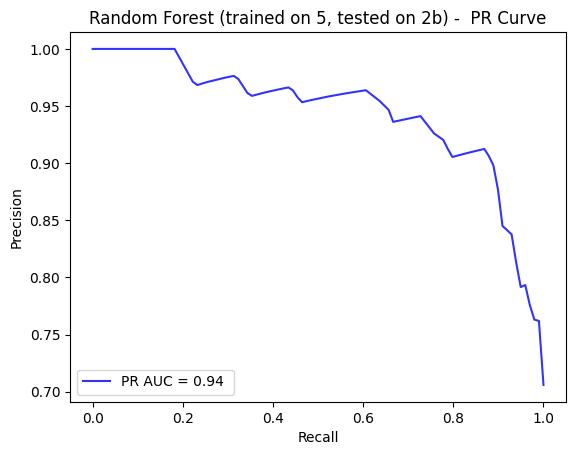 Random Forest (trained on 5, tested on 2b) -  PR Curve
1.00
0.95
0.90
0.85
0.80
0.75
0.70
Precision
PR AUC = 0.94
0.0 0.2 0.4 0.6 0.8 1.0
Recall